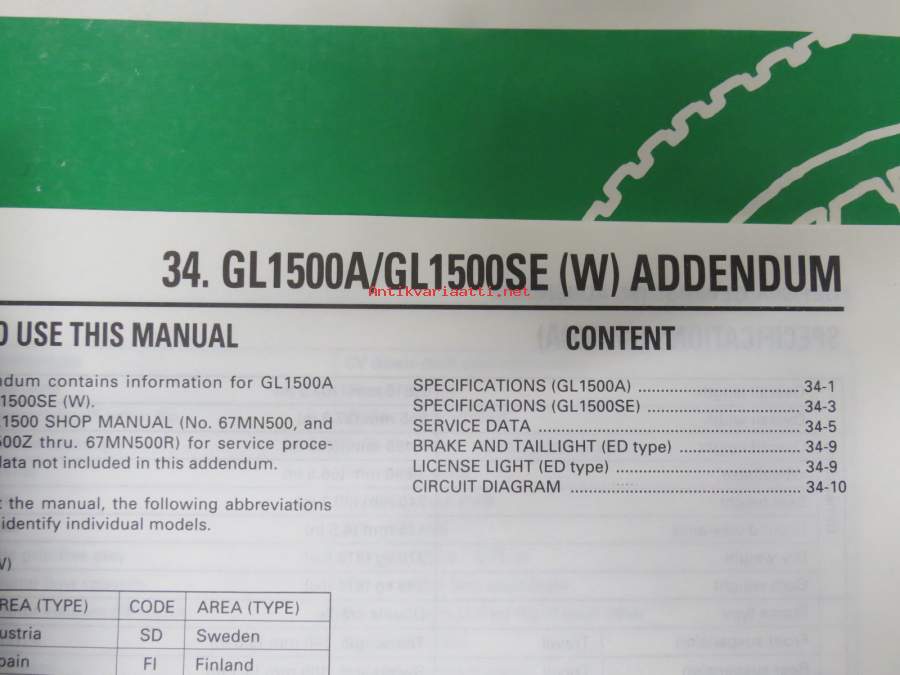 34. GL1500A/GL1500SE (W) ADDENDUM
Antikvariaatti.net
O USE THIS MANUAL
ndum contains information for GL1500A
1500SE (W).
1500 SHOP MANUAL (No. 67MN500, and
500Z thru. 67MN500R) for service proce-
data not included in this addendum.
t the manual, the following abbreviations
identify individual models.
W)
REA (TYPE) CODE AREA (TYPE)
ustria SD Sweden
pain FI Finland
CONTENT
SPECIFICATIONS (GL1500A) .......................... 34-1
SPECIFICATIONS (GL1500SE) ........................ 34-3
SERVICE DATA .......................................... 34-5
BRAKE AND TAILLIGHT (ED type) ................... 34-9
LICENSE LIGHT (ED type) ............................. 34-9
CIRCUIT DIAGRAM ..................................... 34-10